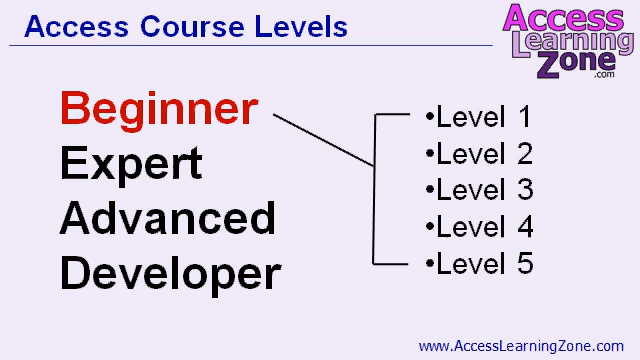 Access Course Levels
Access
Learning
Zone
.com
Beginner
Expert
Advanced
Developer
•Level 1
•Level 2
•Level 3
•Level 4
•Level 5
www.AccessLearningZone.com